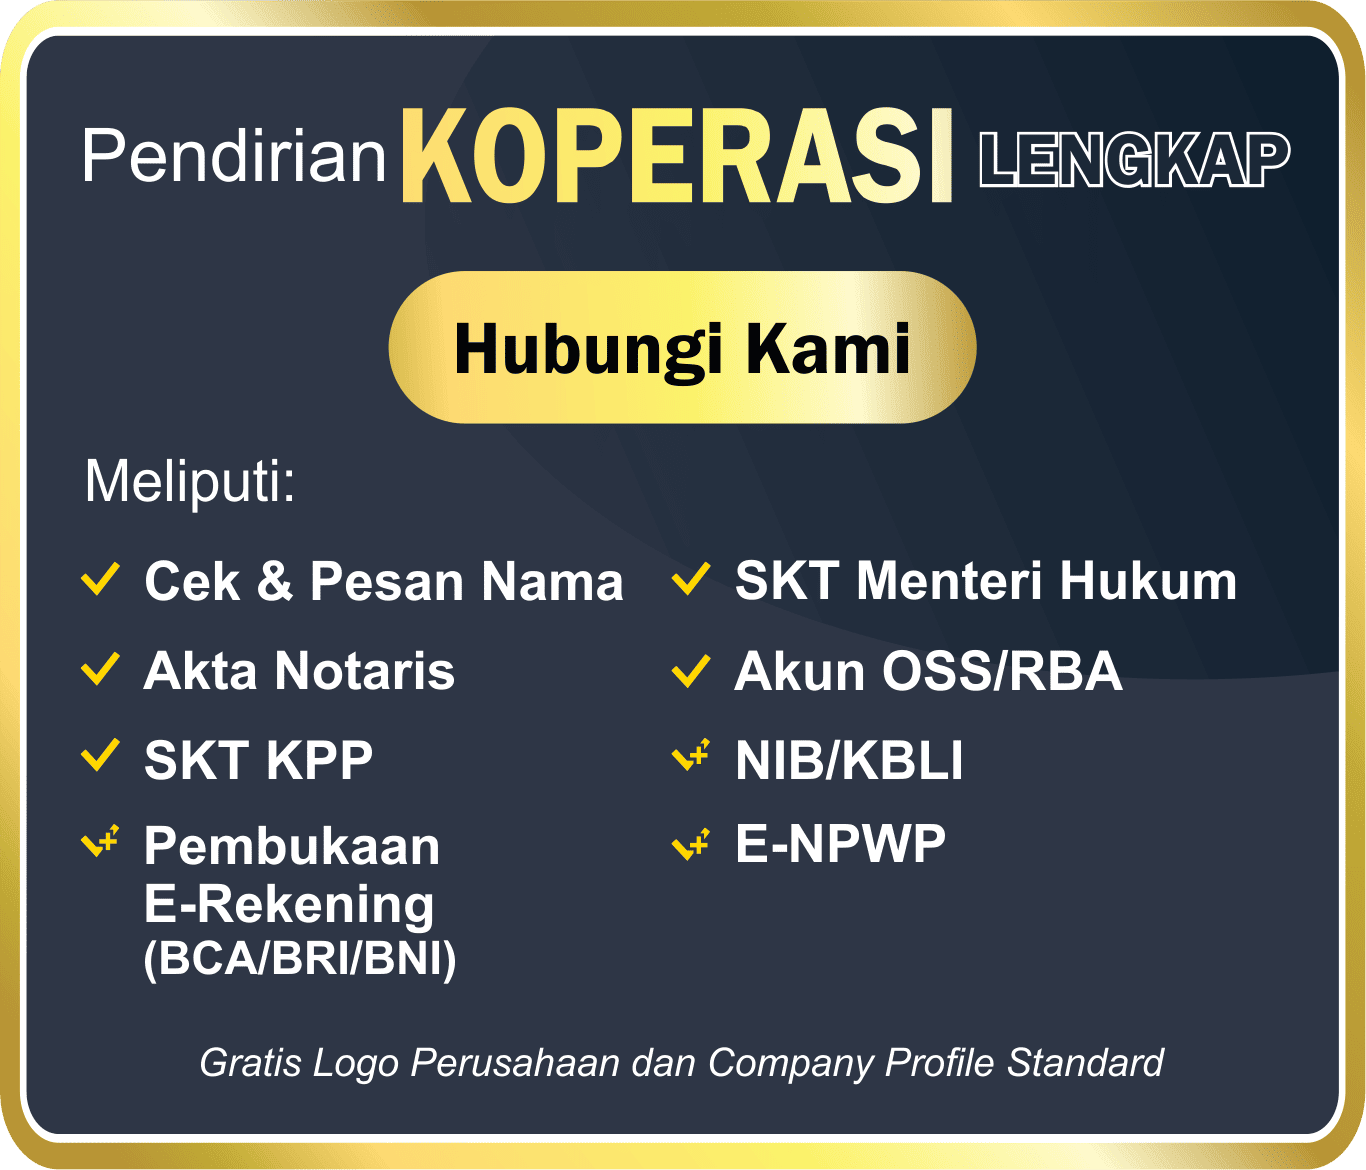 Pendirian KOPERASI LENGKAP
Hubungi Kami
Meliputi:
Cek & Pesan Nama
Akta Notaris
SKT KPP
Pembukaan
E-Rekening
(BCA/BRI/BNI)
SKT Menteri Hukum
Akun OSS/RBA
NIB/KBLI
E-NPWP
Gratis Logo Perusahaan dan Company Profile Standard